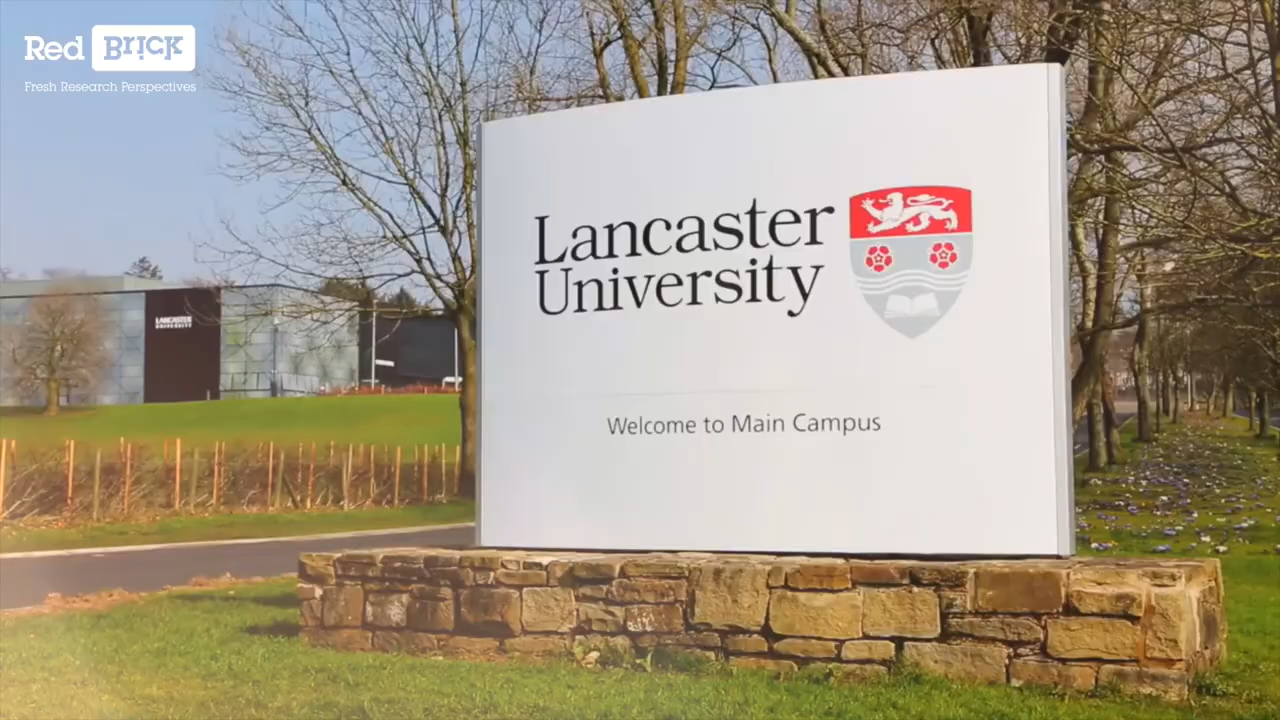 Red Brick
Fresh Research Perspectives
Lancaster
University
Welcome to Main Campus
LANCASTER
UNIVERSITY